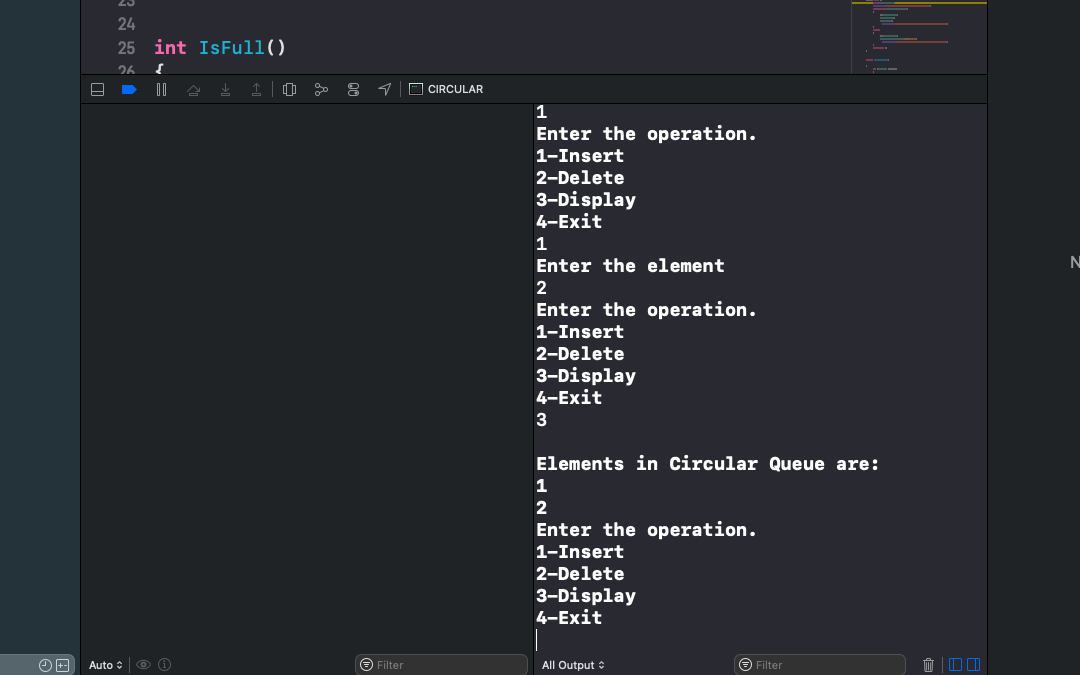 23
24
25 int IsFull()
26 {
CIRCULAR
1
Enter the operation.
1-Insert
2-Delete
3-Display
4-Exit
1
Enter the element
2
Enter the operation.
1-Insert
2-Delete
3-Display
4-Exit
3
Elements in Circular Queue are:
1
2
Enter the operation.
1-Insert
2-Delete
3-Display
4-Exit
N
Auto
Filter
All Output
Filter